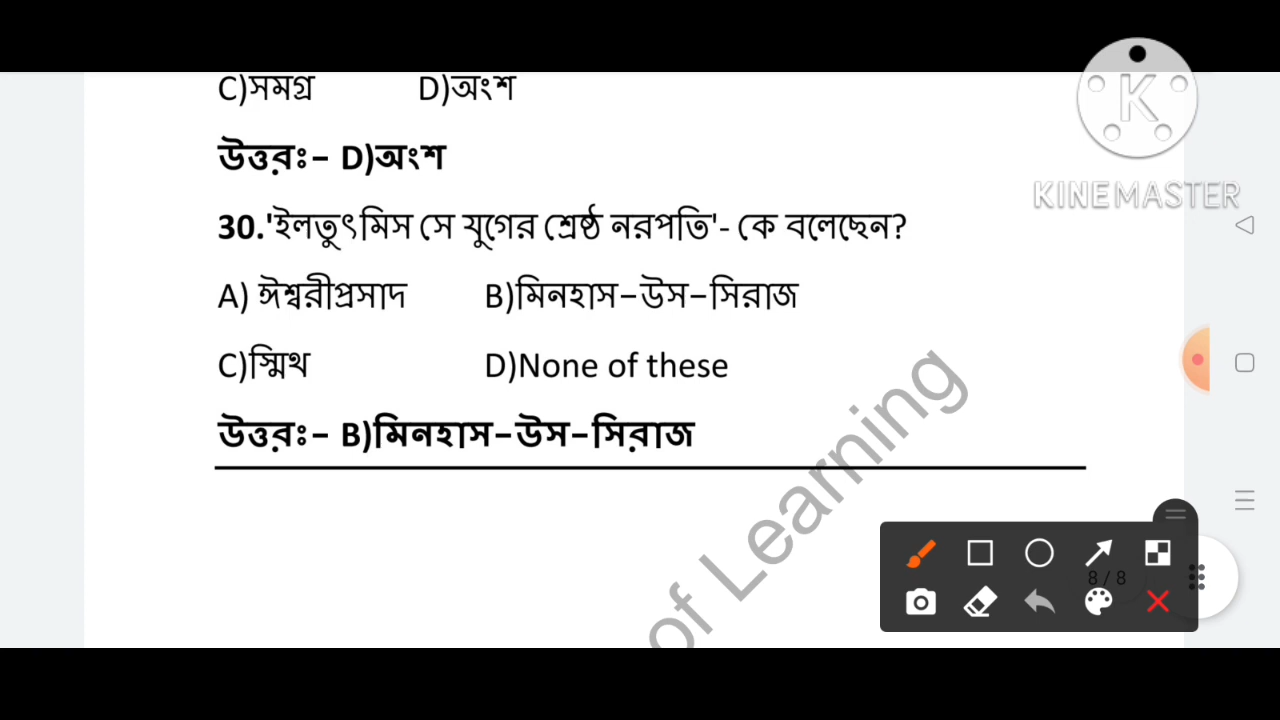 C)সমগ্র D)অংশ
উত্তরঃ– D)অংশ
30.'ইলতুৎমিস সে যুগের শ্রেষ্ঠ নরপতি'- কে বলেছেন?
A) ঈশ্বরীপ্রসাদ B)মিনহাস–উস–সিরাজ
C)স্মিথ D)None of these
উত্তরঃ– B)মিনহাস–উস–সিরাজ
of Learning
K
KINEMASTER
8 / 8